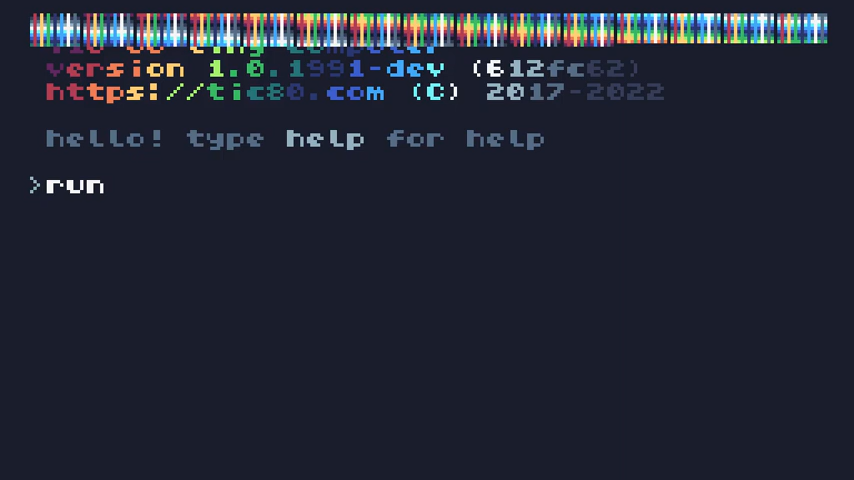 version 1.0.1991-dev (612fc62)
https://tic80.com (C) 2017-2022
hello! type help for help
>run